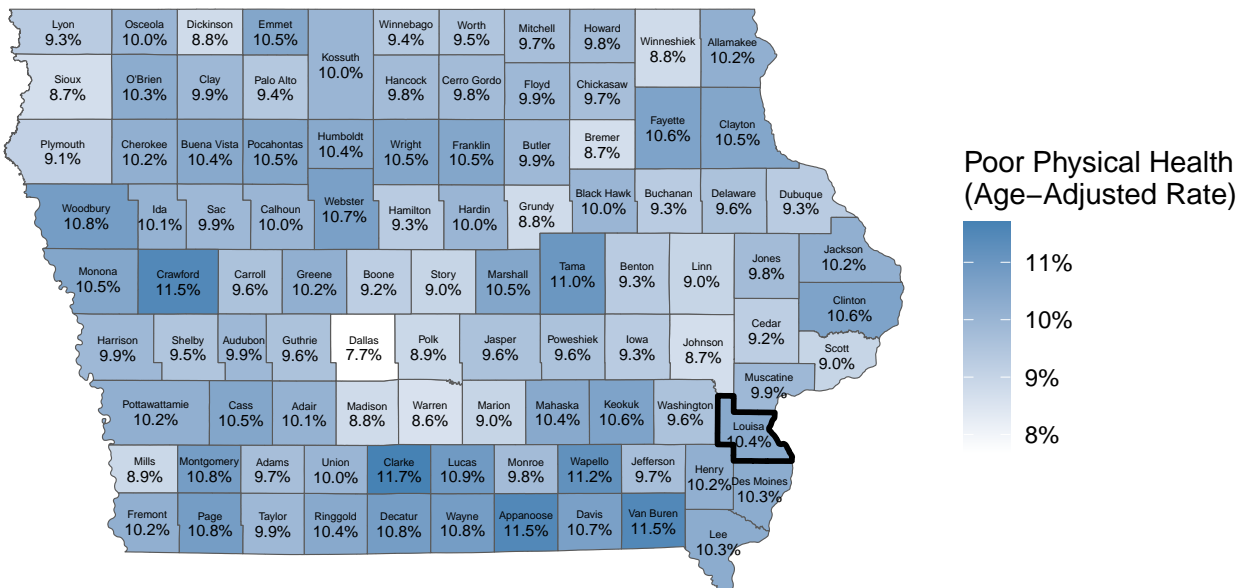 Lyon
9.3%
Osceola
10.0%
Dickinson
8.8%
Emmet
10.5%
Kossuth
10.0%
Winnebago
9.4%
Worth
9.5%
Mitchell
9.7%
Howard
9.8%
Winneshiek
8.8%
Allamakee
10.2%
Sioux
8.7%
O'Brien
10.3%
Clay
9.9%
Palo Alto
9.4%
Hancock
9.8%
Cerro Gordo
9.8%
Floyd
9.9%
Chickasaw
9.7%
Fayette
10.6%
Clayton
10.5%
Plymouth
9.1%
Cherokee
10.2%
Buena Vista
10.4%
Pocahontas
10.5%
Humboldt
10.4%
Wright
10.5%
Franklin
10.5%
Butler
9.9%
Bremer
8.7%
Woodbury
10.8%
Ida
10.1%
Sac
9.9%
Calhoun
10.0%
Webster
10.7%
Hamilton
9.3%
Hardin
10.0%
Grundy
8.8%
Black Hawk
10.0%
Buchanan
9.3%
Delaware
9.6%
Dubuque
9.3%
Monona
10.5%
Crawford
11.5%
Carroll
9.6%
Greene
10.2%
Boone
9.2%
Story
9.0%
Marshall
10.5%
Tama
11.0%
Benton
9.3%
Linn
9.0%
Jones
9.8%
Jackson
10.2%
Clinton
10.6%
Harrison
9.9%
Shelby
9.5%
Audubon
9.9%
Guthrie
9.6%
Dallas
7.7%
Polk
8.9%
Jasper
9.6%
Poweshiek
9.6%
Iowa
9.3%
Johnson
8.7%
Cedar
9.2%
Scott
9.0%
Muscatine
9.9%
Pottawattamie
10.2%
Cass
10.5%
Adair
10.1%
Madison
8.8%
Warren
8.6%
Marion
9.0%
Mahaska
10.4%
Keokuk
10.6%
Washington
9.6%
Louisa
10.4%
Mills
8.9%
Montgomery
10.8%
Adams
9.7%
Union
10.0%
Clarke
11.7%
Lucas
10.9%
Monroe
9.8%
Wapello
11.2%
Jefferson
9.7%
Henry
10.2%
Des Moines
10.3%
Fremont
10.2%
Page
10.8%
Taylor
9.9%
Ringgold
10.4%
Decatur
10.8%
Wayne
10.8%
Appanoose
11.5%
Davis
10.7%
Van Buren
11.5%
Lee
10.3%
Poor Physical Health
(Age−Adjusted Rate)
11%
10%
9%
8%